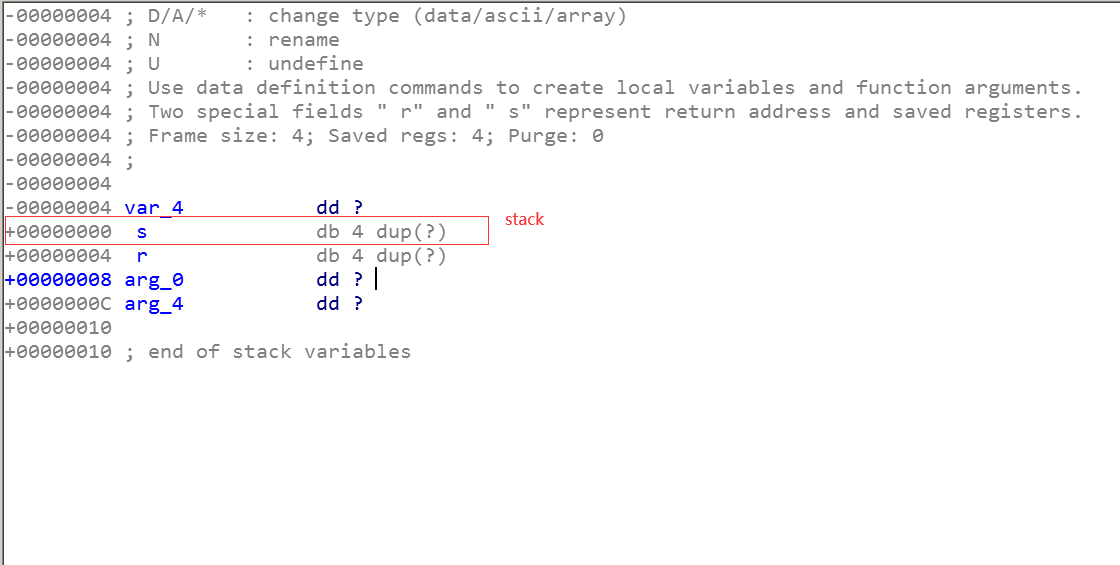 -00000004 ; D/A/*   : change type (data/ascii/array)
-00000004 ; N       : rename
-00000004 ; U       : undefine
-00000004 ; Use data definition commands to create local variables and function arguments.
-00000004 ; Two special fields " r" and " s" represent return address and saved registers.
-00000004 ; Frame size: 4; Saved regs: 4; Purge: 0
-00000004 ;
-00000004
-00000004 var_4           dd ?
+00000000  s              db 4 dup(?)
stack
+00000004  r              db 4 dup(?)
+00000008 arg_0           dd ?
+0000000C arg_4           dd ?
+00000010
+00000010 ; end of stack variables